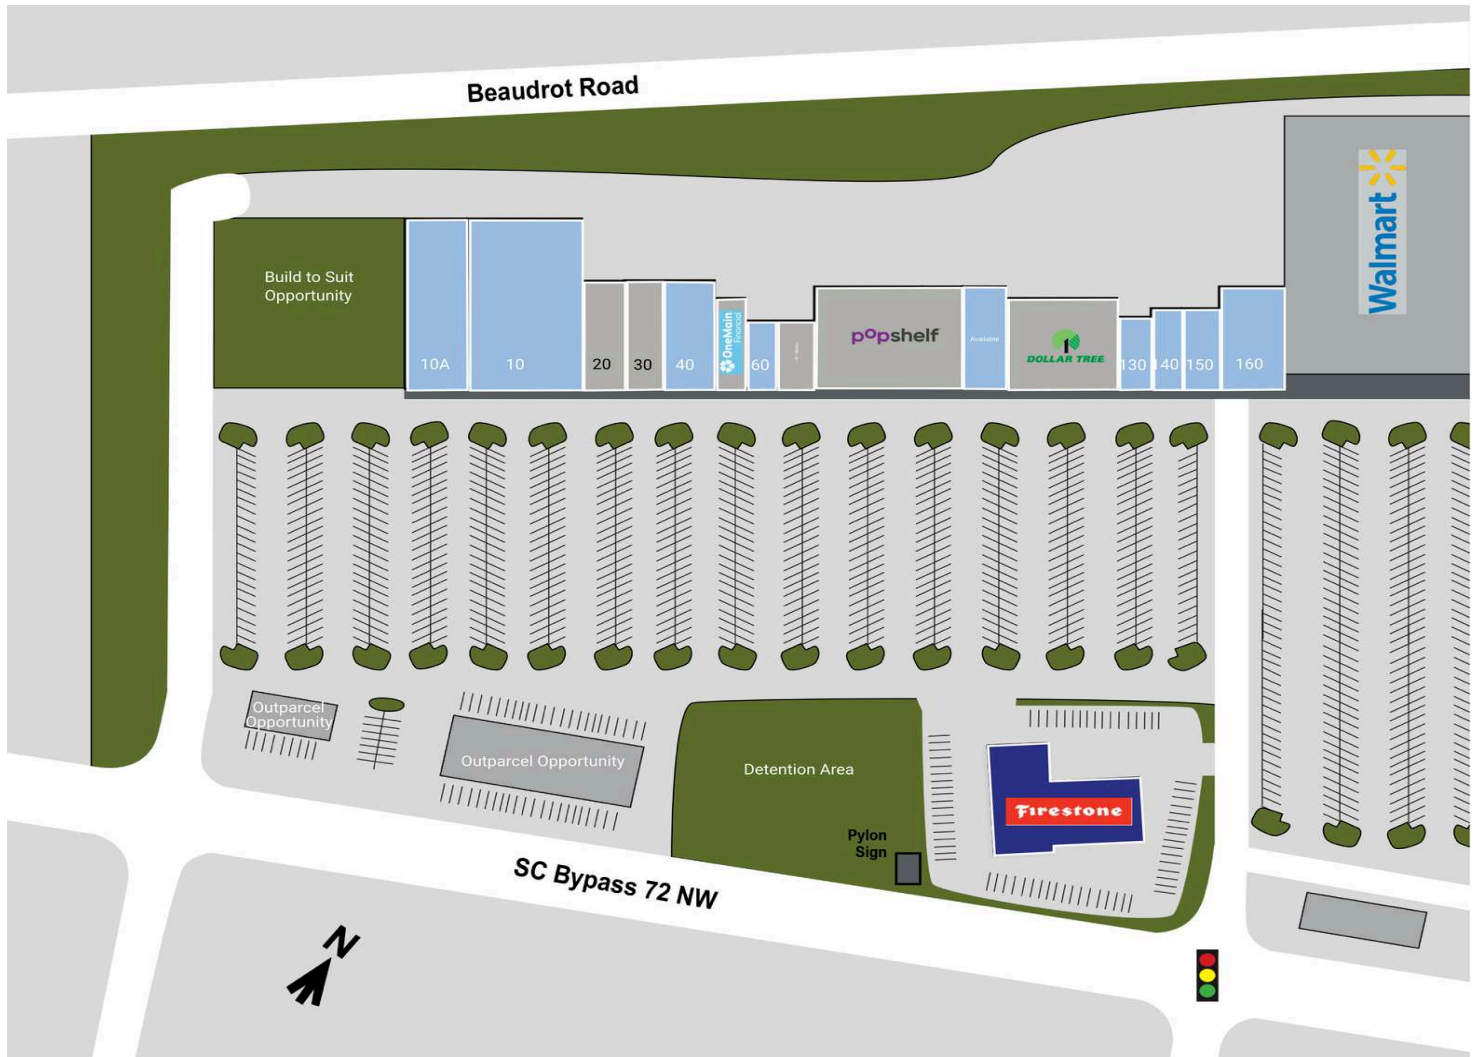 Beaudrot Road
Walmart
Build to Suit
Opportunity
10A
10
20
30
40
OneMain
Financial
60
popshelf
Available
DOLLAR TREE
130
140
150
160
Outparcel
Opportunity
Outparcel Opportunity
Detention Area
Pylon
Sign
Firestone
SC Bypass 72 NW
N